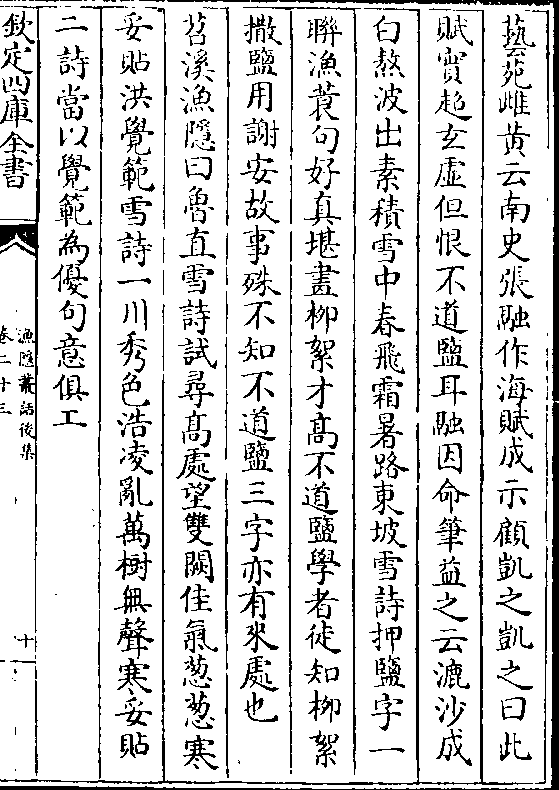 藝苑雌黃云南史張融作海賦成示顧凱之凱之曰此
賦實超玄虛但恨不道鹽耳融因命筆益之云漉沙成
白熬波出素積雪中春飛霜暑路東坡雪詩押鹽字一
聯漁蓑句好真堪畫柳絮才高不道鹽學者徒知柳絮
撒鹽用謝安故事殊不知不道鹽三字亦有來處也
苕溪漁隱曰魯直雪詩試尋髙處望雙闕佳氣葱葱寒
妥貼洪覺範雪詩一川秀色浩凌亂萬樹無聲寒妥貼
二詩當以覺範為優句意俱工
欽定四庫全書
漁隱叢話後集
卷二十三
十